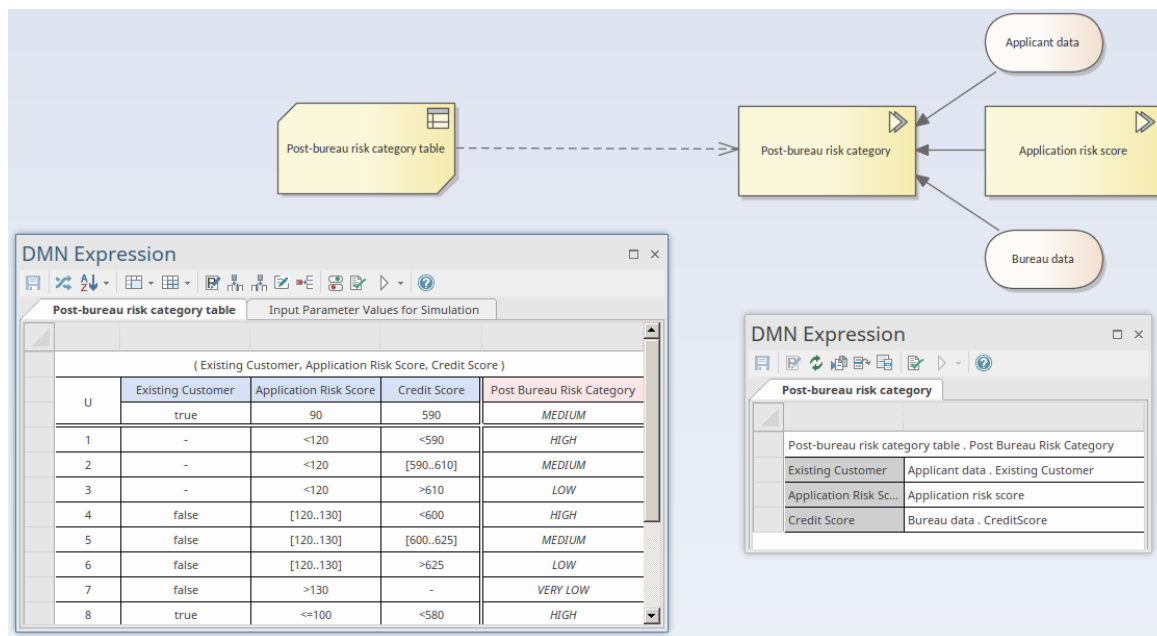 Applicant data
Post-bureau risk category table
Post-bureau risk category
Application risk score
Bureau data
DMN Expression
Post-bureau risk category table Input Parameter Values for Simulation
( Existing Customer, Application Risk Score, Credit Score )
U Existing Customer Application Risk Score Credit Score Post Bureau Risk Category
true 90 590 MEDIUM
1 - <120 <590 HIGH
2 - <120 [590..610] MEDIUM
3 - <120 >610 LOW
4 false [120..130] <600 HIGH
5 false [120..130] [600..625] MEDIUM
6 false [120..130] >625 LOW
7 false >130 - VERY LOW
8 true <=100 <580 HIGH
DMN Expression
Post-bureau risk category
Post-bureau risk category table . Post Bureau Risk Category
Existing Customer Applicant data . Existing Customer
Application Risk Sc... Application risk score
Credit Score Bureau data . CreditScore